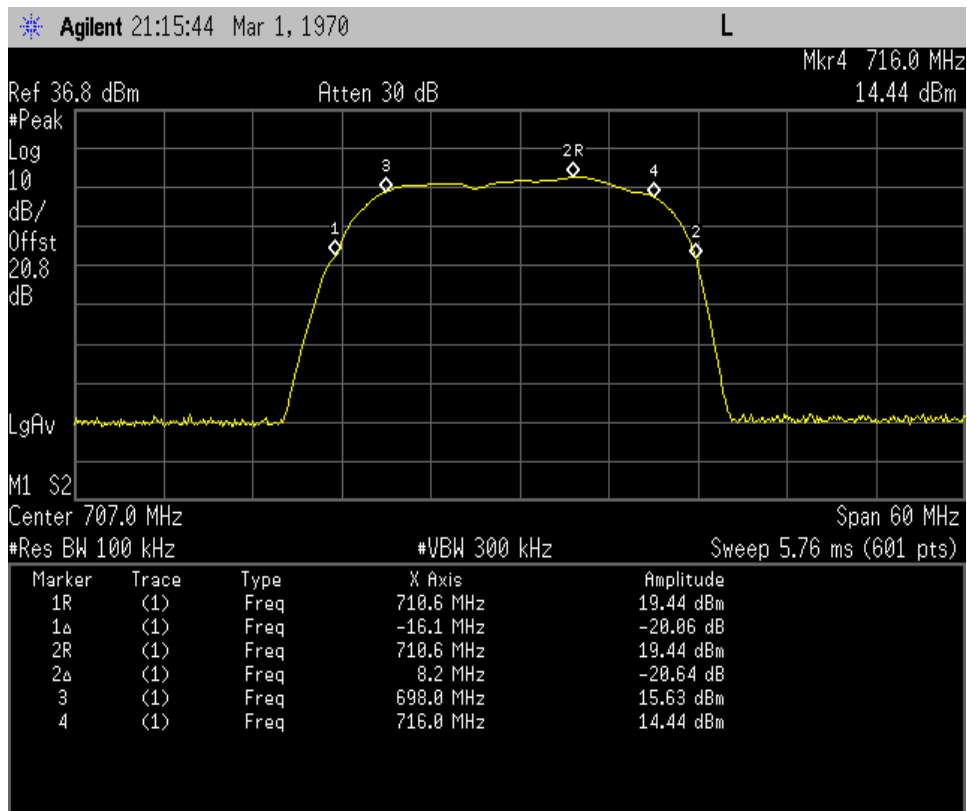 Agilent 21:15:44 Mar 1, 1970 L
Mkr4 716.0 MHz
Ref 36.8 dBm Atten 30 dB 14.44 dBm
#Peak
Log
10
dB/
Offst
20.8
dB
LgAv
M1 S2
3
2R
4
1
2
Center 707.0 MHz Span 60 MHz
#Res BW 100 kHz #VBW 300 kHz Sweep 5.76 ms (601 pts)
Marker Trace Type X Axis Amplitude
1R (1) Freq 710.6 MHz 19.44 dBm
1Δ (1) Freq -16.1 MHz -20.06 dB
2R (1) Freq 710.6 MHz 19.44 dBm
2Δ (1) Freq 8.2 MHz -20.64 dB
3 (1) Freq 698.0 MHz 15.63 dBm
4 (1) Freq 716.0 MHz 14.44 dBm